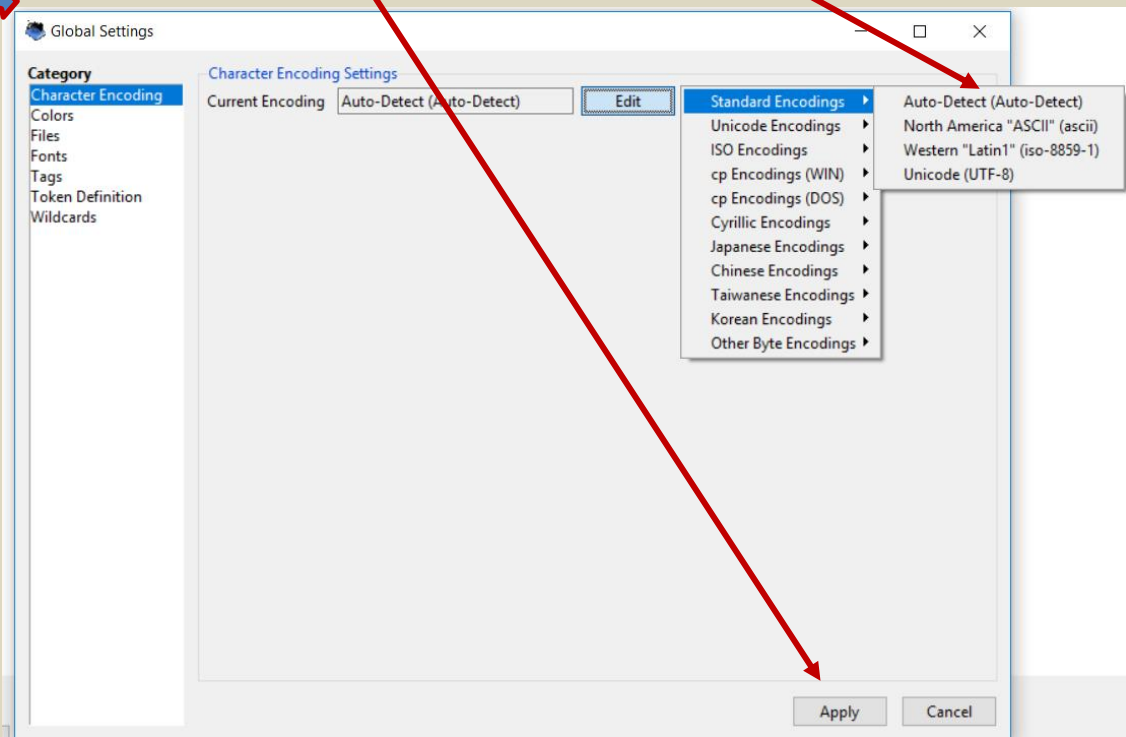 Global Settings
Category
Character Encoding
Colors
Files
Fonts
Tags
Token Definition
Wildcards
Character Encoding Settings
Current Encoding Auto-Detect (Auto-Detect) Edit
Standard Encodings
Unicode Encodings
ISO Encodings
cp Encodings (WIN)
cp Encodings (DOS)
Cyrillic Encodings
Japanese Encodings
Chinese Encodings
Taiwanese Encodings
Korean Encodings
Other Byte Encodings
Auto-Detect (Auto-Detect)
North America "ASCII" (ascii)
Western "Latin1" (iso-8859-1)
Unicode (UTF-8)
Apply Cancel